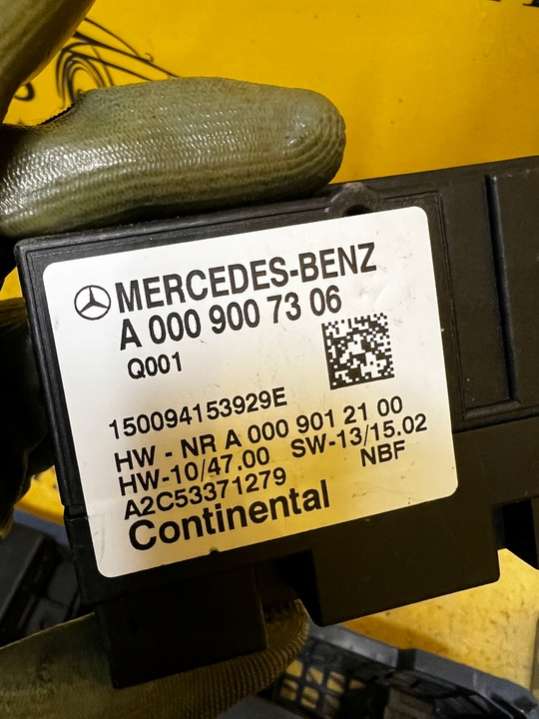 MERCEDES-BENZ
A 000 900 73 06
Q001
150094153929E
HW - NR A 000 901 21 00
HW-10/47.00 SW-13/15.02
A2C53371279 NBF
Continental